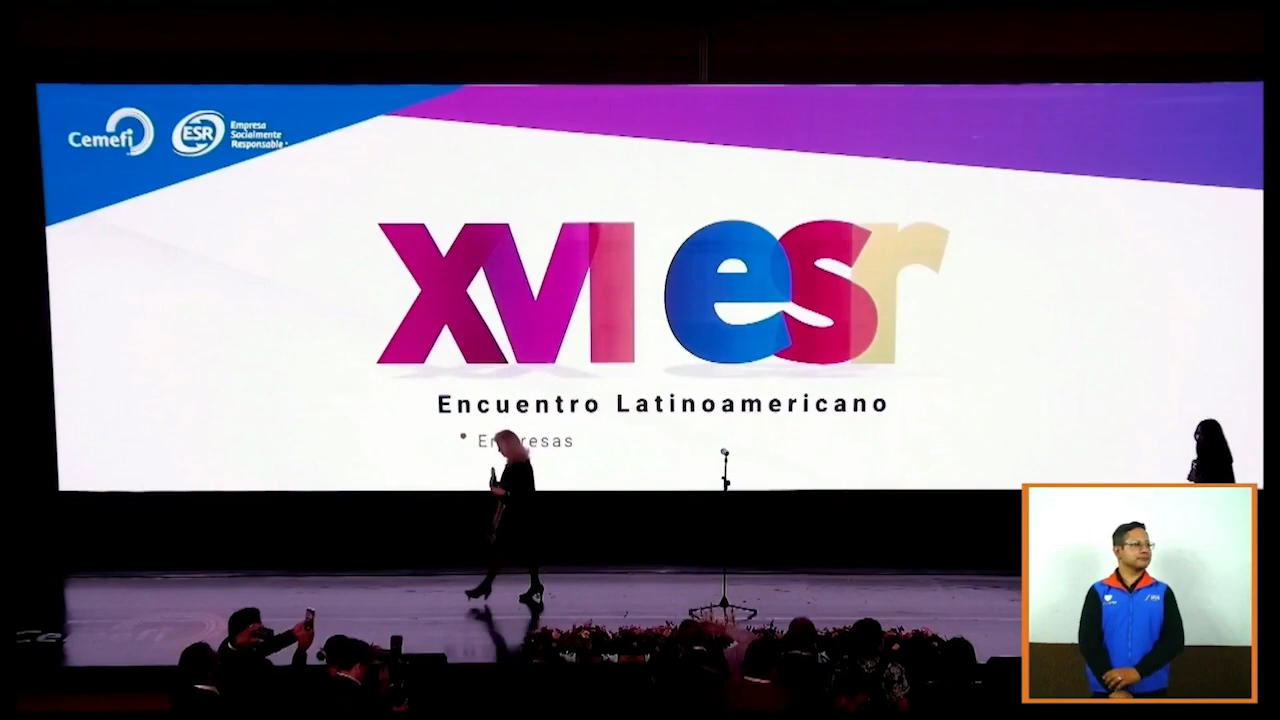 Cemefi
ESR
Empresa
Socialmente
Responsable
XVI esr
Encuentro Latinoamericano